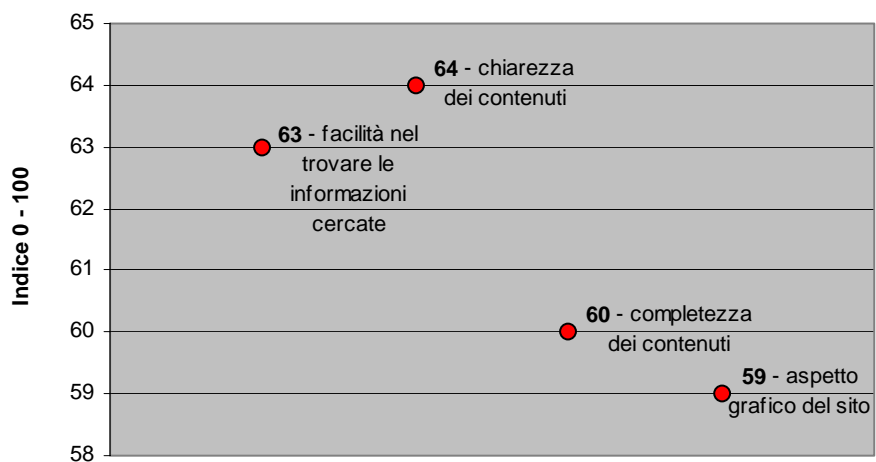 65
64
63
62
61
60
59
58
Indice 0 - 100
64 - chiarezza
dei contenuti
63 - facilità nel
trovare le
informazioni
cercate
60 - completezza
dei contenuti
59 - aspetto
grafico del sito